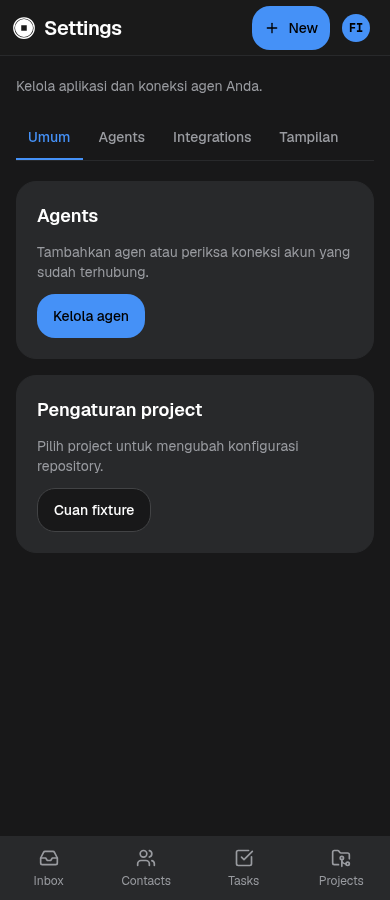 Settings
New
FI
Kelola aplikasi dan koneksi agen Anda.
Umum
Agents
Integrations
Tampilan
Agents
Tambahkan agen atau periksa koneksi akun yang
sudah terhubung.
Kelola agen
Pengaturan project
Pilih project untuk mengubah konfigurasi
repository.
Cuan fixture
Inbox
Contacts
Tasks
Projects